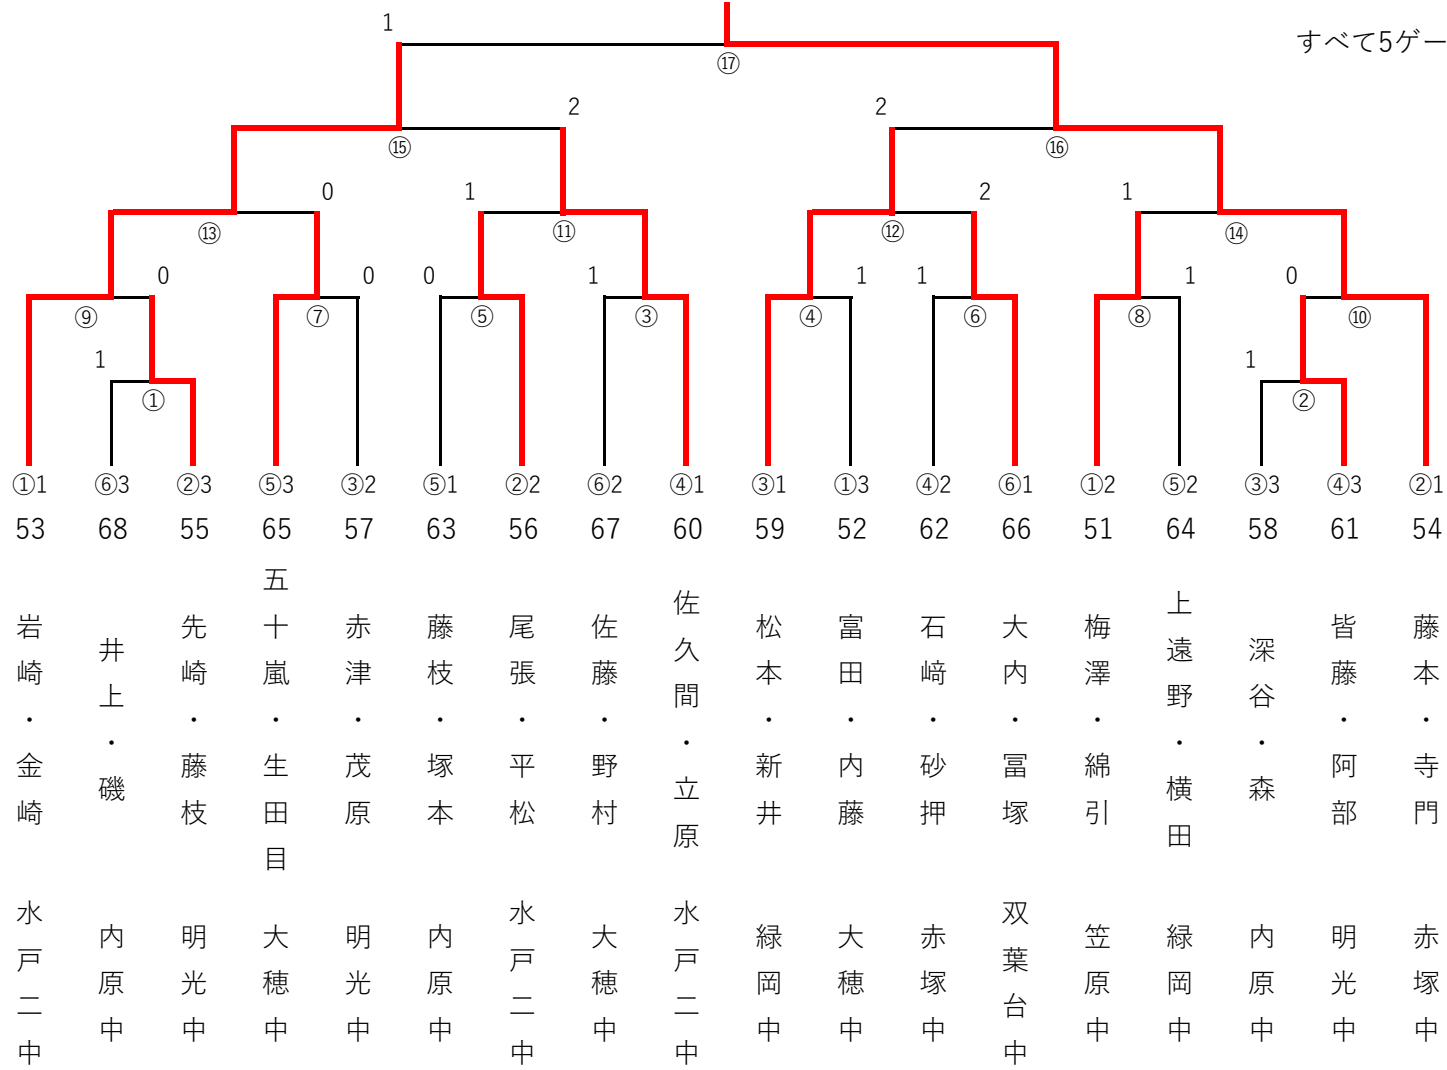 1
すべて5ゲー
⑰
2 2
⑮ ⑯
0 1 2 1
⑬ ⑪ ⑫ ⑭
0 0 0 1 1 1 1 0
⑨ ⑦ ⑤ ③ ④ ⑥ ⑧ ⑩
1 1
① ②
①1 ⑥3 ②3 ⑤3 ③2 ⑤1 ②2 ⑥2 ④1 ③1 ①3 ④2 ⑥1 ①2 ⑤2 ③3 ④3 ②1
53 68 55 65 57 63 56 67 60 59 52 62 66 51 64 58 61 54
岩崎・金崎
井上・磯
先崎・藤枝
五十嵐・生田目
赤津・茂原
藤枝・塚本
尾張・平松
佐藤・野村
佐久間・立原
松本・新井
富田・内藤
石﨑・砂押
大内・冨塚
梅澤・綿引
上遠野・横田
深谷・森
皆藤・阿部
藤本・寺門
水戸二中
内原中
明光中
大穂中
明光中
内原中
水戸二中
大穂中
水戸二中
緑岡中
大穂中
赤塚中
双葉台中
笠原中
緑岡中
内原中
明光中
赤塚中